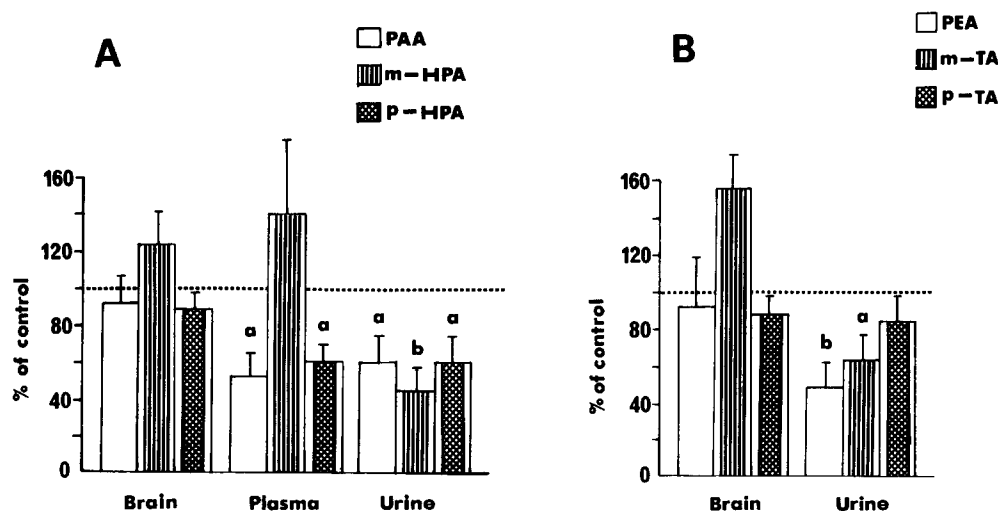 A
PAA
m-HPA
p-HPA
% of control
160
120
80
40
0
a
a
a
b
a
Brain Plasma Urine
B
PEA
m-TA
p-TA
% of control
160
120
80
40
0
b
a
Brain Urine